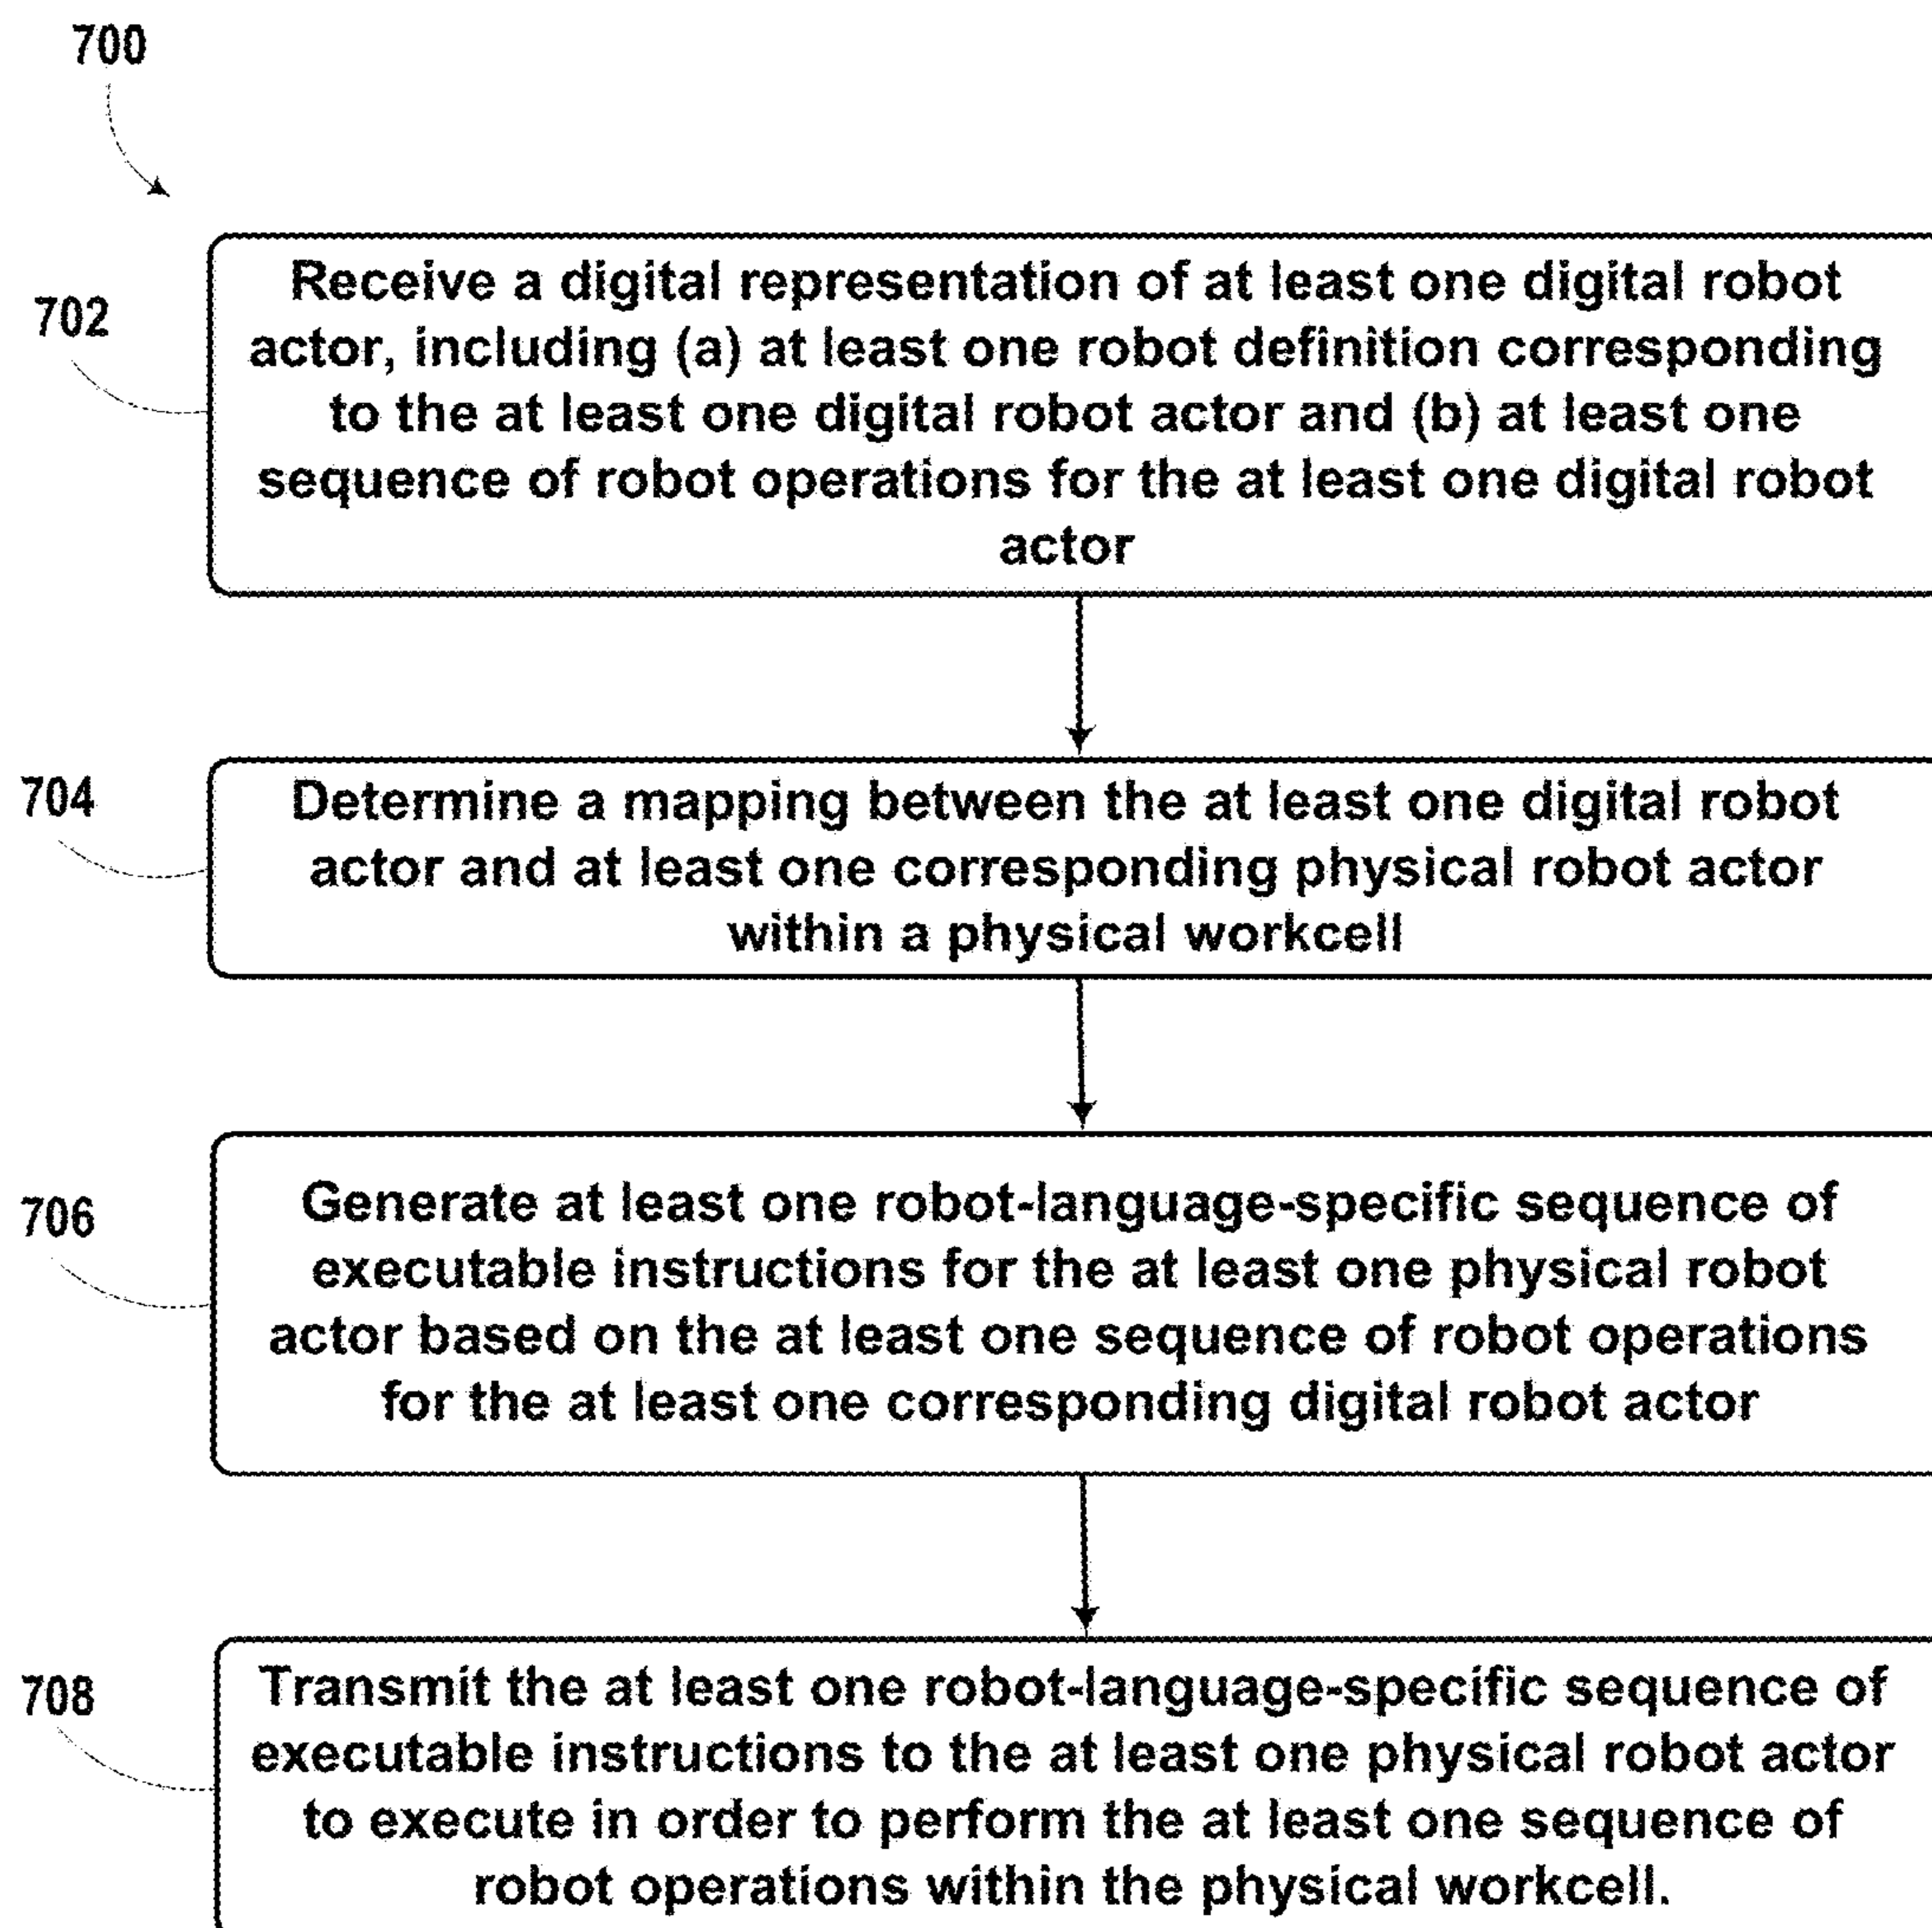 700
702
Receive a digital representation of at least one digital robot
actor, including (a) at least one robot definition corresponding
to the at least one digital robot actor and (b) at least one
sequence of robot operations for the at least one digital robot
actor
704
Determine a mapping between the at least one digital robot
actor and at least one corresponding physical robot actor
within a physical workcell
706
Generate at least one robot-language-specific sequence of
executable instructions for the at least one physical robot
actor based on the at least one sequence of robot operations
for the at least one corresponding digital robot actor
708
Transmit the at least one robot-language-specific sequence of
executable instructions to the at least one physical robot actor
to execute in order to perform the at least one sequence of
robot operations within the physical workcell.